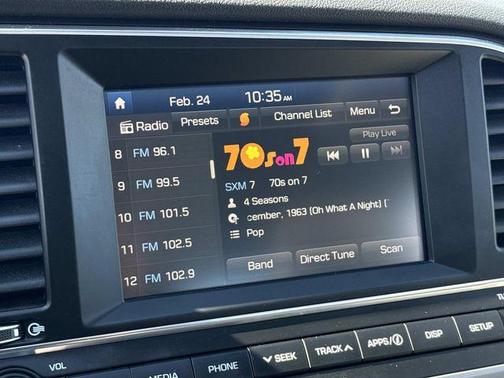 Feb. 24 10:35 AM
Radio Presets Channel List Menu
8 FM 96.1
9 FM 99.5
10 FM 101.5
11 FM 102.5
12 FM 102.9
Play Live
70s on 7
SXM 7 70s on 7
4 Seasons
cember, 1963 (Oh What A Night) [
Pop
Band Direct Tune Scan
VOL MEDIA PHONE SEEK TRACK APPS/ DISP SETUP